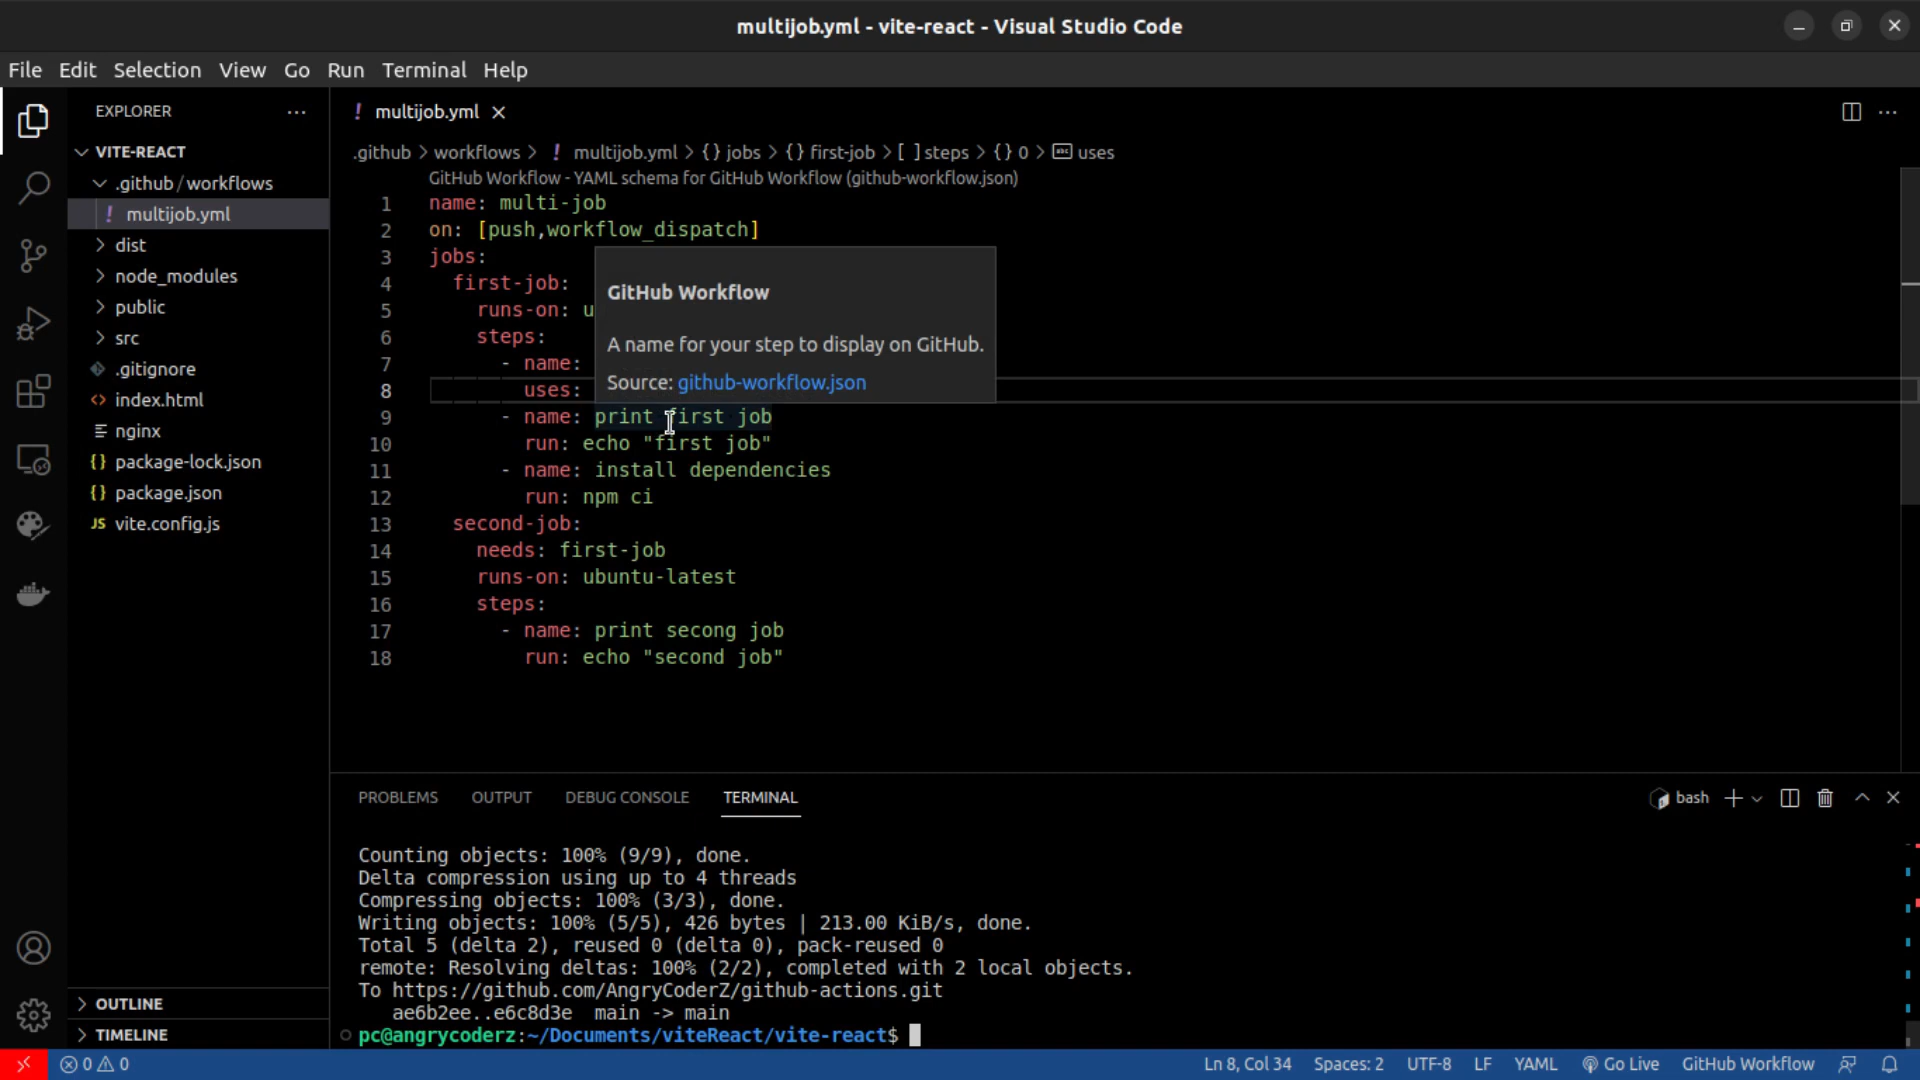 multijob.yml - vite-react - Visual Studio Code
File Edit Selection View Go Run Terminal Help
EXPLORER
VITE-REACT
.github / workflows
multijob.yml
dist
node_modules
public
src
.gitignore
index.html
nginx
package-lock.json
package.json
vite.config.js
OUTLINE
TIMELINE
multijob.yml
.github > workflows > ! multijob.yml > {} jobs > {} first-job > [ ] steps > {} 0 > abc uses
GitHub Workflow - YAML schema for GitHub Workflow (github-workflow.json)
1 name: multi-job
2 on: [push,workflow_dispatch]
3 jobs:
4 first-job:
5 runs-on: u
6 steps:
7 - name:
8 uses:
9 - name: print first job
10 run: echo "first job"
11 - name: install dependencies
12 run: npm ci
13 second-job:
14 needs: first-job
15 runs-on: ubuntu-latest
16 steps:
17 - name: print secong job
18 run: echo "second job"
GitHub Workflow
A name for your step to display on GitHub.
Source: github-workflow.json
PROBLEMS OUTPUT DEBUG CONSOLE TERMINAL
bash
Counting objects: 100% (9/9), done.
Delta compression using up to 4 threads
Compressing objects: 100% (3/3), done.
Writing objects: 100% (5/5), 426 bytes | 213.00 KiB/s, done.
Total 5 (delta 2), reused 0 (delta 0), pack-reused 0
remote: Resolving deltas: 100% (2/2), completed with 2 local objects.
To https://github.com/AngryCoderZ/github-actions.git
ae6b2ee..e6c8d3e main -> main
pc@angrycoderz:~/Documents/viteReact/vite-react$
0 0 Ln 8, Col 34 Spaces: 2 UTF-8 LF YAML Go Live GitHub Workflow